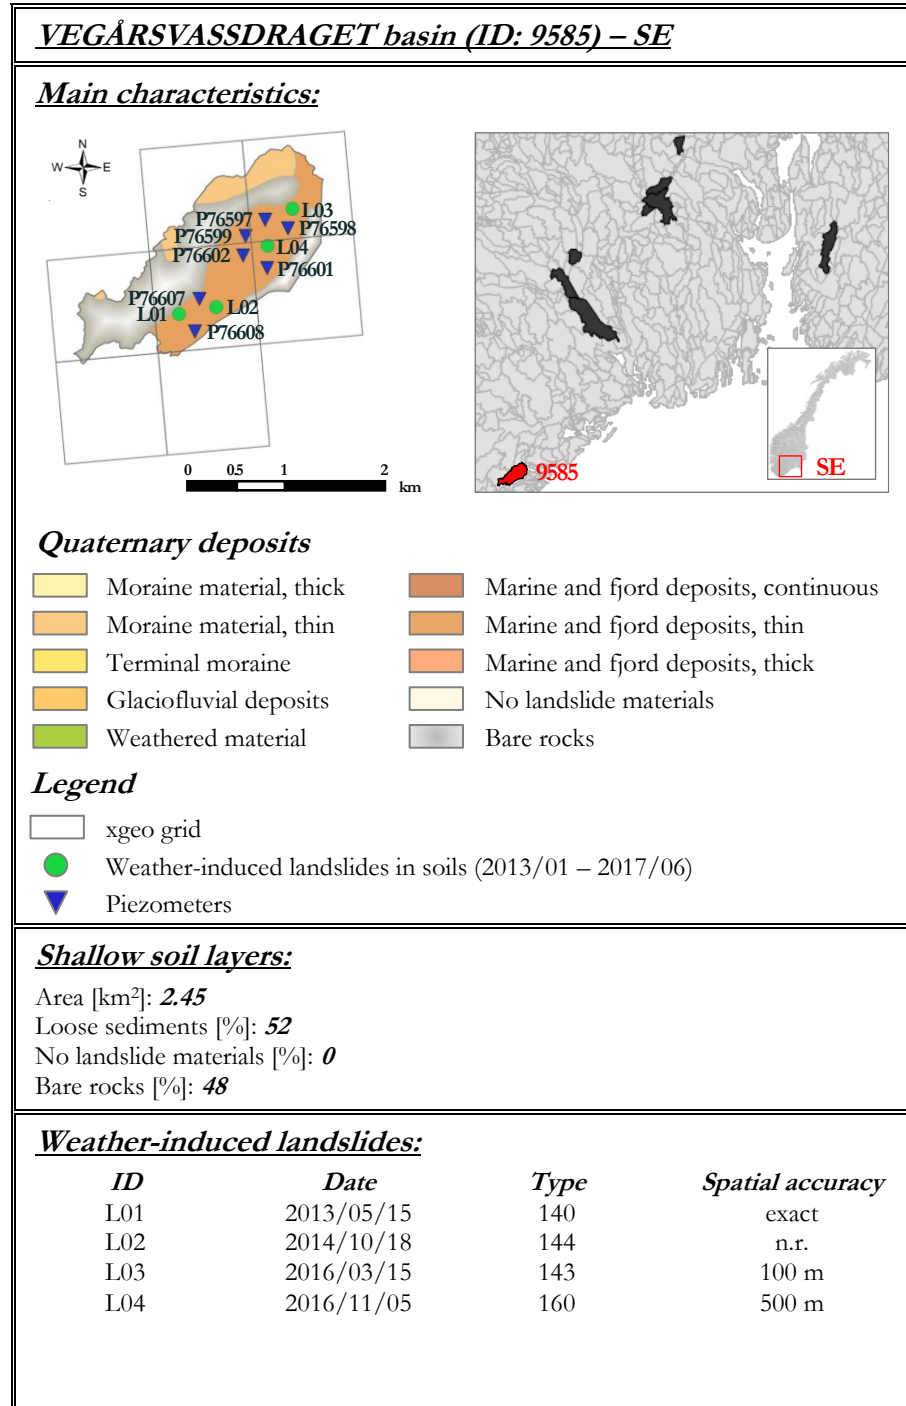 VEGÅRSVASSDRAGET basin (ID: 9585) – SE
Main characteristics:
N
W E
S
L03
P76597
P76598
P76599
L04
P76602
P76601
P76607
L02
L01
P76608
0 0.5 1 2
km
9585
SE
Quaternary deposits
Moraine material, thick
Marine and fjord deposits, continuous
Moraine material, thin
Marine and fjord deposits, thin
Terminal moraine
Marine and fjord deposits, thick
Glaciofluvial deposits
No landslide materials
Weathered material
Bare rocks
Legend
xgeo grid
Weather-induced landslides in soils (2013/01 – 2017/06)
Piezometers
Shallow soil layers:
Area [km²]: 2.45
Loose sediments [%]: 52
No landslide materials [%]: 0
Bare rocks [%]: 48
Weather-induced landslides:
ID Date Type Spatial accuracy
L01 2013/05/15 140 exact
L02 2014/10/18 144 n.r.
L03 2016/03/15 143 100 m
L04 2016/11/05 160 500 m